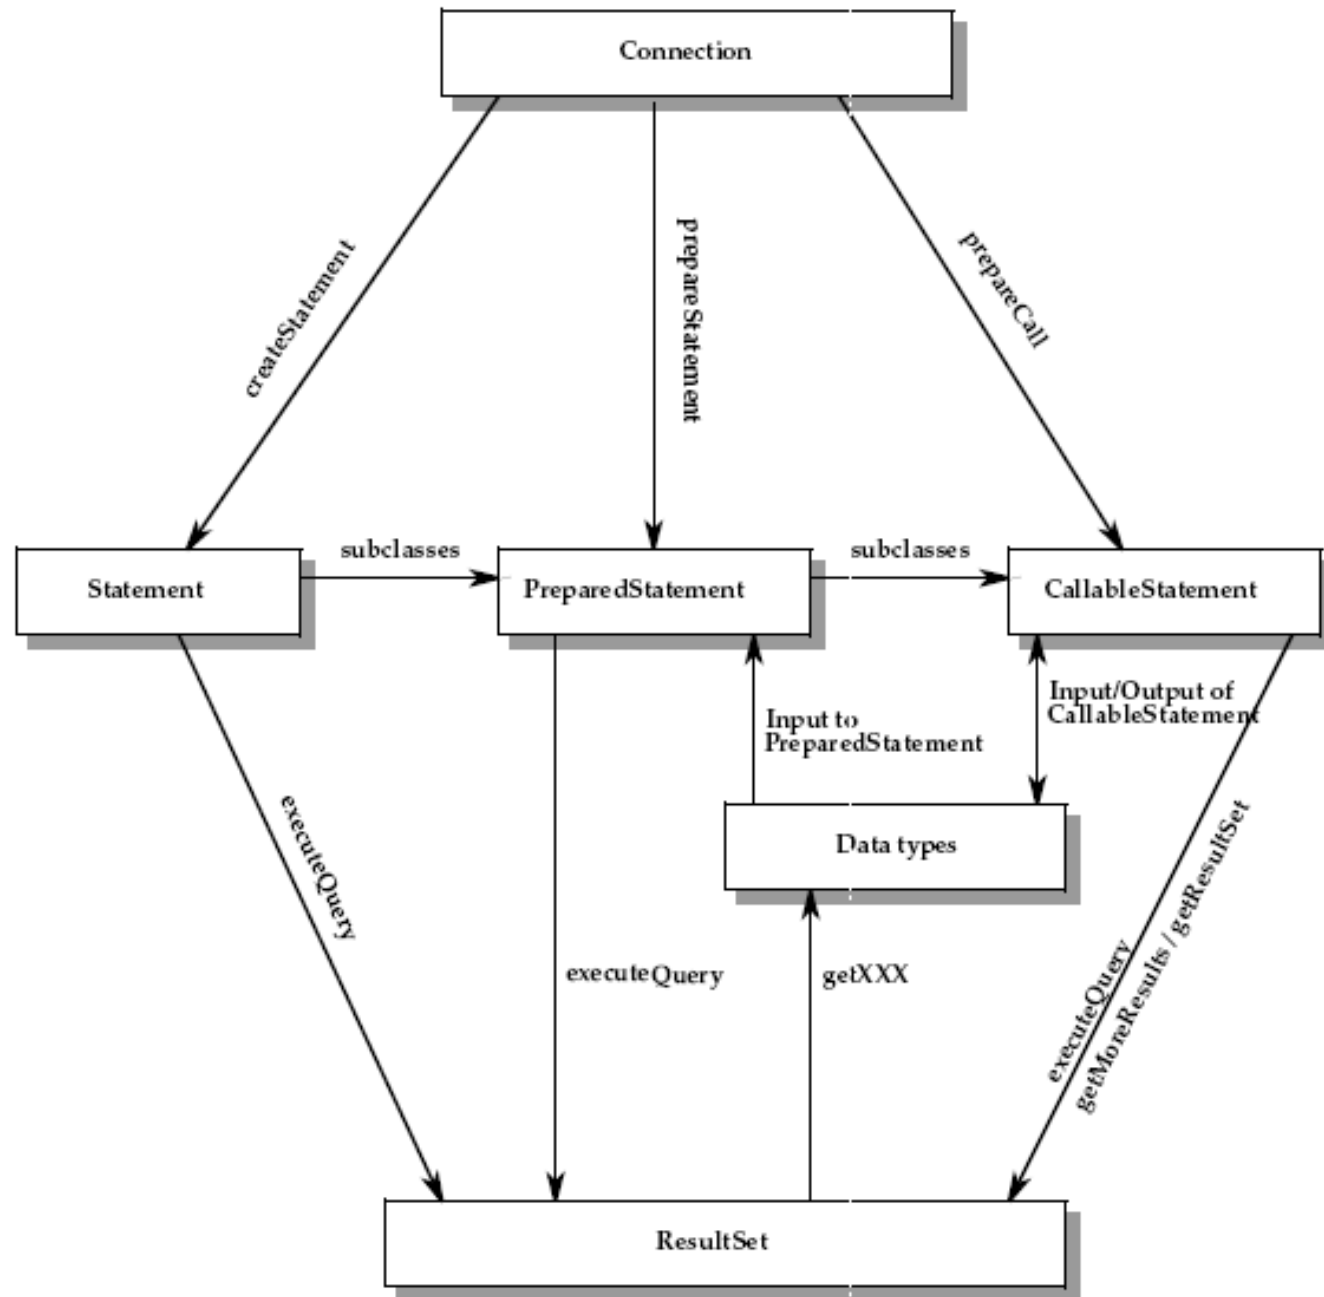 Connection
createStatement
prepareStatement
prepareCall
subclasses
subclasses
Statement
PreparedStatement
CallableStatement
Input to
PreparedStatement
Input/Output of
CallableStatement
executeQuery
Data types
executeQuery
getXXX
executeQuery
getMoreResults / getResultSet
ResultSet